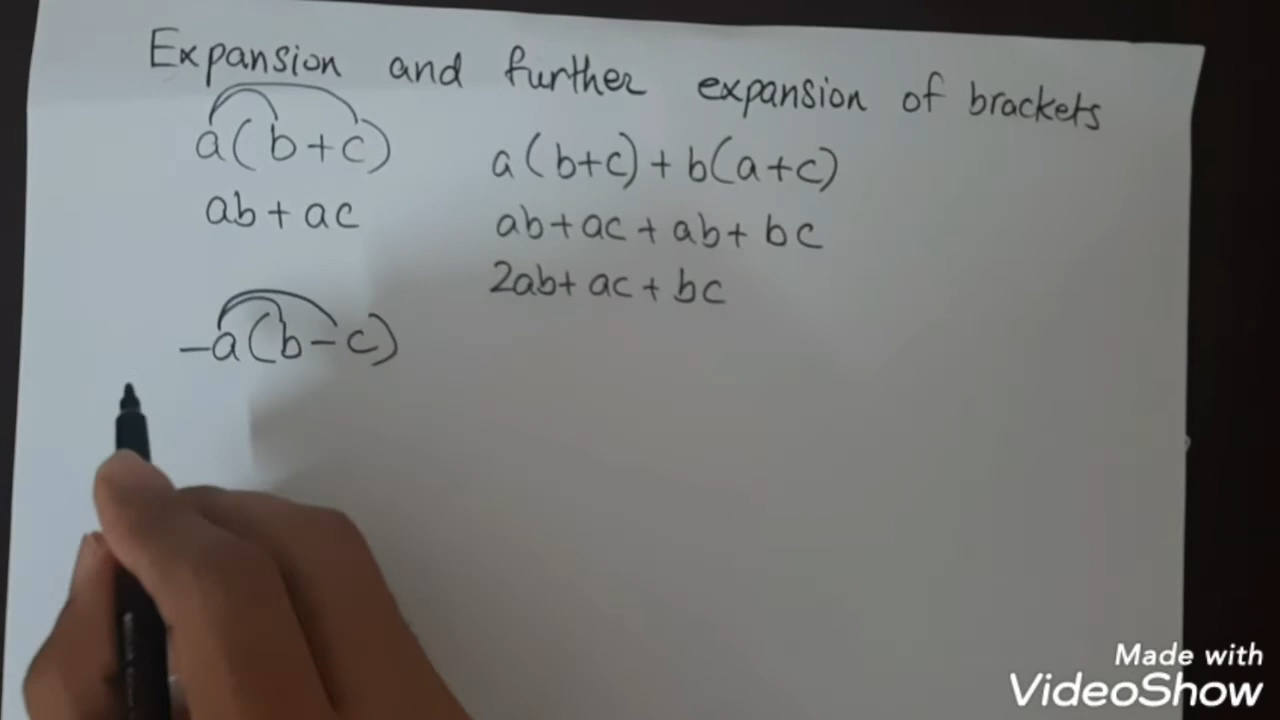 Expansion and further expansion of brackets
a(b+c)
ab+ac
-a(b-c)
a(b+c)+b(a+c)
ab+ac+ab+bc
2ab+ac+bc
Made with
VideoShow